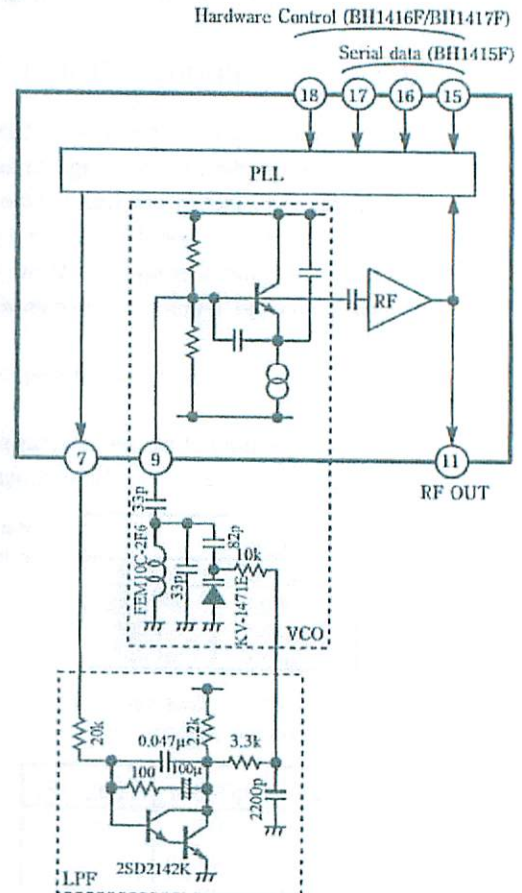 Hardware Control (BH1416F/BH1417F)
Serial data (BH1415F)
18
17
16
15
PLL
RF
7
9
11
RF OUT
33p
FEM10C-2F6
33p
82p
10k
KV-1471E
VCO
20k
0.047μ
2.2k
3.3k
100
100μ
2200p
2SD2142K
LPF